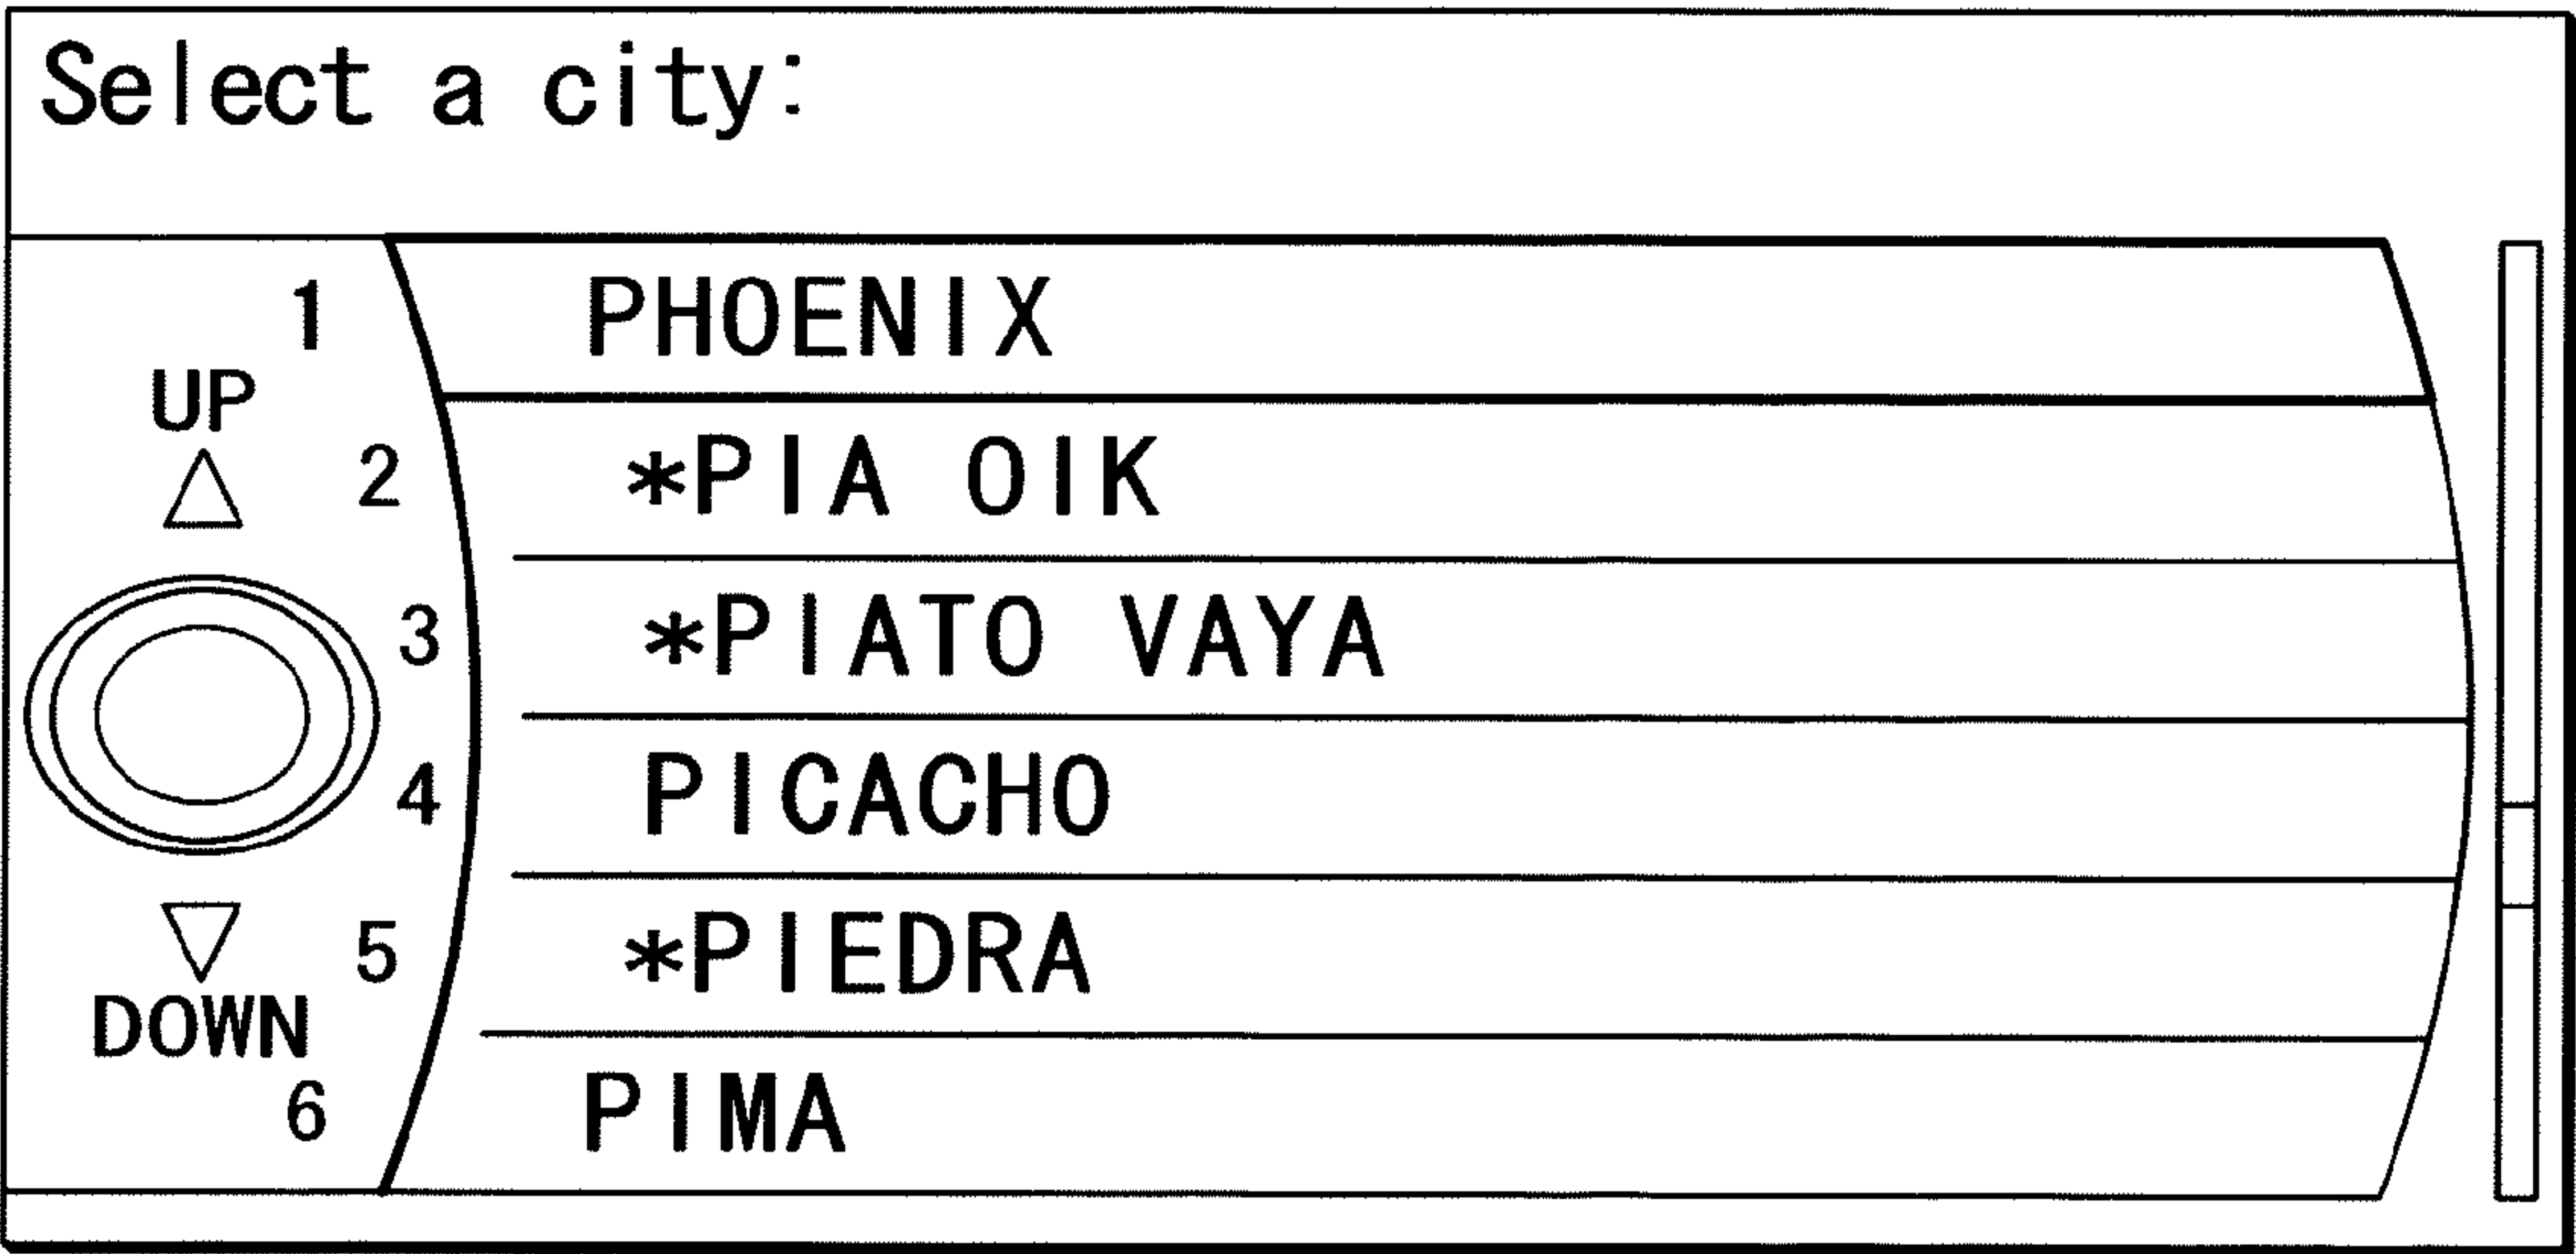 Select a city:
1 PHOENIX
UP
2 *PIA OIK
3 *PIATO VAYA
4 PICACHO
5 *PIEDRA
DOWN
6 PIMA